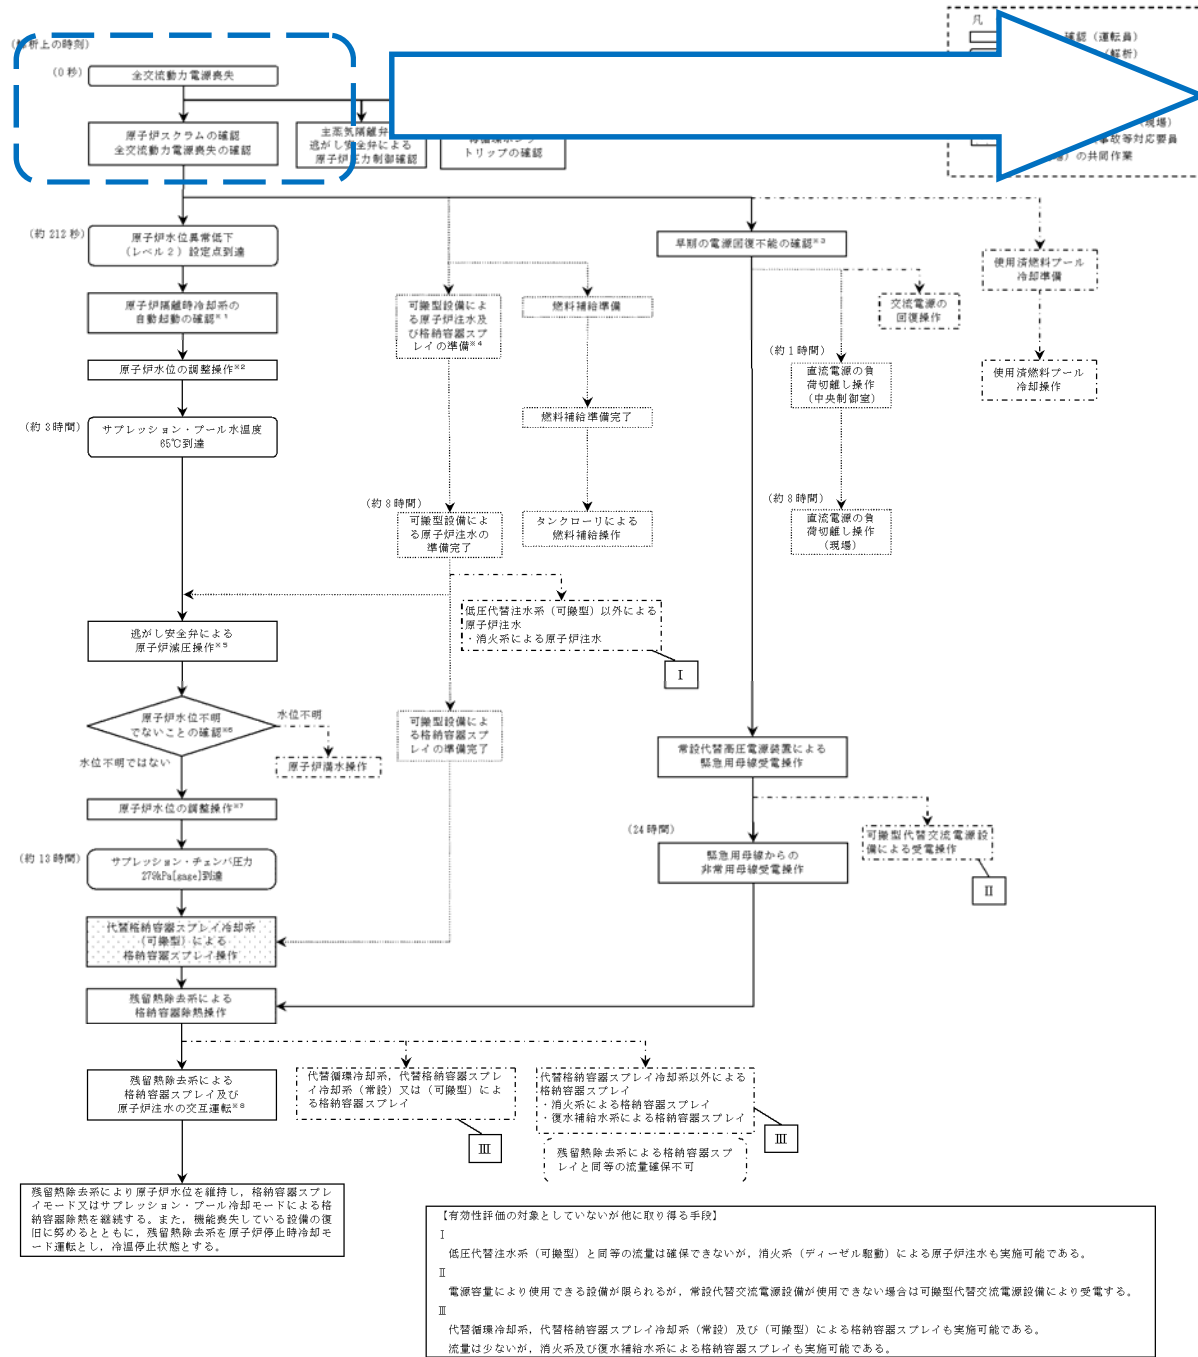 (解析上の時刻)
(0秒)
全交流動力電源喪失
原子炉スクラムの確認
全交流動力電源喪失の確認
主蒸気隔離弁
逃がし安全弁による
原子炉圧力制御確認
トリップの確認
凡
確認（運転員）
（解析）
（現場）
事故等対応要員
）の共同作業
(約212秒)
原子炉水位異常低下
（レベル2）設定点到達
原子炉隔離時冷却系の
自動起動の確認※1
原子炉水位の調整操作※2
(約3時間)
サプレッション・プール水温度
65℃到達
可搬型設備によ
る原子炉注水及
び格納容器スプ
レイの準備※4
燃料補給準備
燃料補給準備完了
(約8時間)
可搬型設備によ
る原子炉注水の
準備完了
タンクローリによる
燃料補給操作
早期の電源回復不能の確認※3
交流電源の
回復操作
(約1時間)
直流電源の負
荷切離し操作
(中央制御室)
(約8時間)
直流電源の負
荷切離し操作
(現場)
使用済燃料プール
冷却準備
使用済燃料プール
冷却操作
低圧代替注水系（可搬型）以外による
原子炉注水
・消火系による原子炉注水
Ⅰ
逃がし安全弁による
原子炉減圧操作※5
原子炉水位不明
でないことの確認※6
水位不明
原子炉満水操作
水位不明ではない
可搬型設備によ
る格納容器スプ
レイの準備完了
原子炉水位の調整操作※7
(約13時間)
サプレッション・チェンバ圧力
279kPa[gage]到達
代替格納容器スプレイ冷却系
（可搬型）による
格納容器スプレイ操作
常設代替高圧電源装置による
緊急用母線受電操作
(24時間)
緊急用母線からの
非常用母線受電操作
可搬型代替交流電源設
備による受電操作
Ⅱ
残留熱除去系による
格納容器除熱操作
残留熱除去系による
格納容器スプレイ及び
原子炉注水の交互運転※8
代替循環冷却系，代替格納容器スプレ
イ冷却系（常設）又は（可搬型）によ
る格納容器スプレイ
Ⅲ
代替格納容器スプレイ冷却系以外による
格納容器スプレイ
・消火系による格納容器スプレイ
・復水補給水系による格納容器スプレイ
Ⅲ
残留熱除去系による格納容器スプ
レイと同等の流量確保不可
残留熱除去系により原子炉水位を維持し，格納容器スプレ
イモード又はサプレッション・プール冷却モードによる格
納容器除熱を継続する。また，機能喪失している設備の復
旧に努めるとともに，残留熱除去系を原子炉停止時冷却モ
ード運転とし，冷温停止状態とする。
【有効性評価の対象としていないが他に取り得る手段】
Ⅰ
低圧代替注水系（可搬型）と同等の流量は確保できないが，消火系（ディーゼル駆動）による原子炉注水も実施可能である。
Ⅱ
電源容量により使用できる設備が限られるが，常設代替交流電源設備が使用できない場合は可搬型代替交流電源設備により受電する。
Ⅲ
代替循環冷却系，代替格納容器スプレイ冷却系（常設）及び（可搬型）による格納容器スプレイも実施可能である。
流量は少ないが，消火系及び復水補給水系による格納容器スプレイも実施可能である。